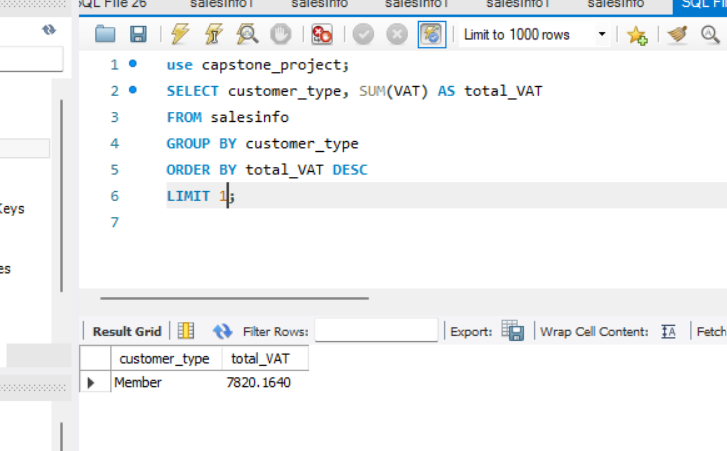 SQL File 26 salesinfo1 salesinfo salesinfo1 salesinfo1 salesinfo SQL Fil
Limit to 1000 rows
1 use capstone_project;
2 SELECT customer_type, SUM(VAT) AS total_VAT
3 FROM salesinfo
4 GROUP BY customer_type
5 ORDER BY total_VAT DESC
6 LIMIT 1;
7
Keys
es
Result Grid Filter Rows: Export: Wrap Cell Content: Fetch
customer_type total_VAT
Member 7820.1640